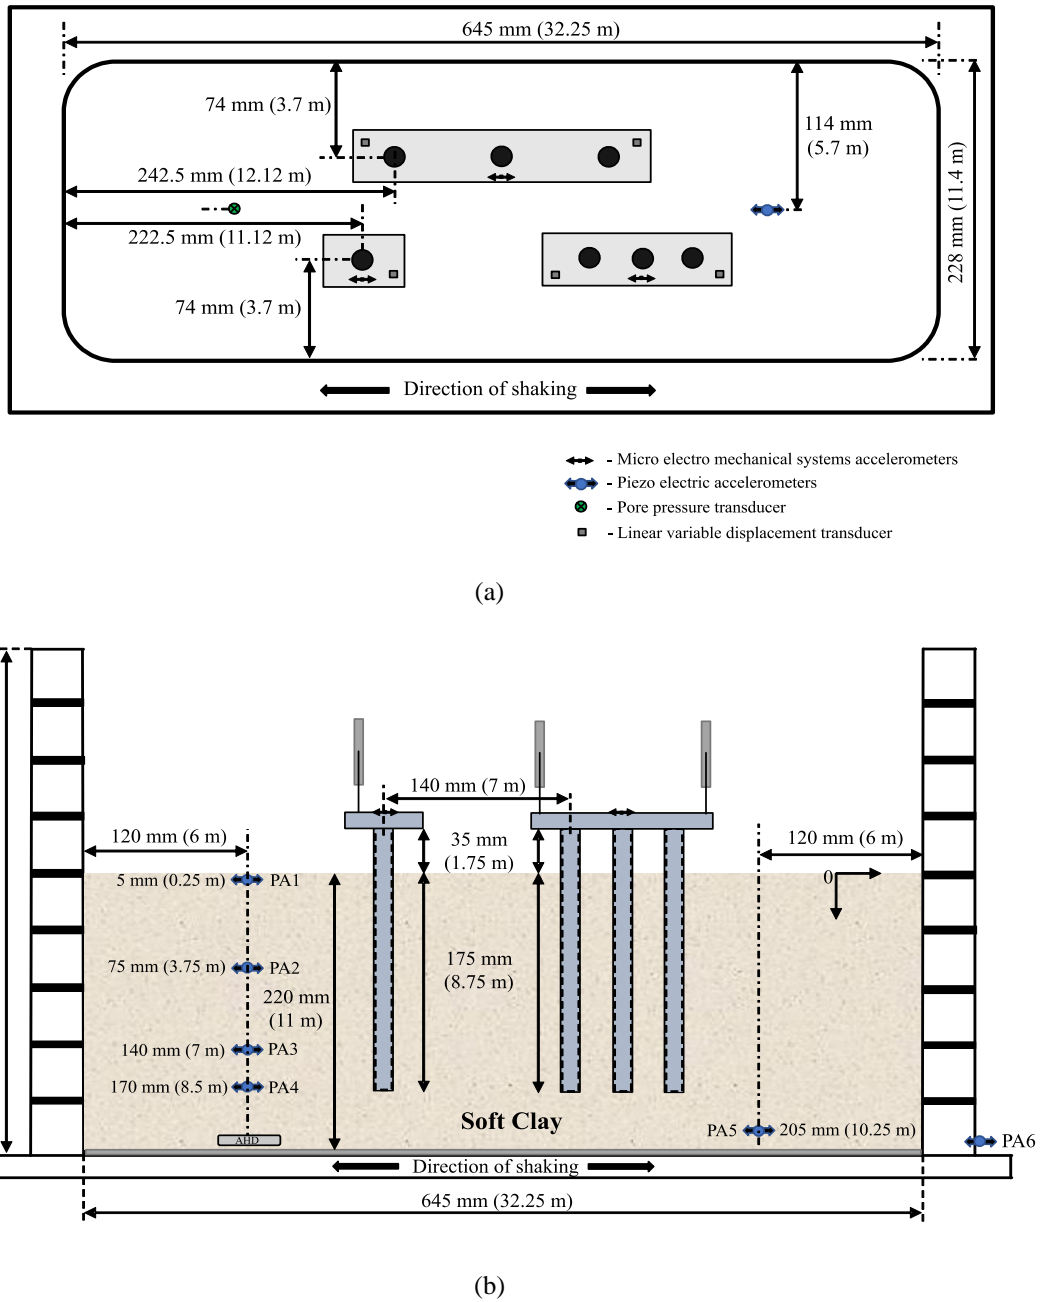 645 mm (32.25 m)
74 mm (3.7 m)
114 mm
(5.7 m)
242.5 mm (12.12 m)
222.5 mm (11.12 m)
228 mm (11.4 m)
74 mm (3.7 m)
Direction of shaking
- Micro electro mechanical systems accelerometers
- Piezo electric accelerometers
- Pore pressure transducer
- Linear variable displacement transducer
(a)
140 mm (7 m)
120 mm (6 m)
35 mm
(1.75 m)
120 mm (6 m)
5 mm (0.25 m)
PA1
0
75 mm (3.75 m)
PA2
175 mm
(8.75 m)
220 mm
(11 m)
140 mm (7 m)
PA3
170 mm (8.5 m)
PA4
Soft Clay
PA5
205 mm (10.25 m)
AHD
PA6
Direction of shaking
645 mm (32.25 m)
(b)